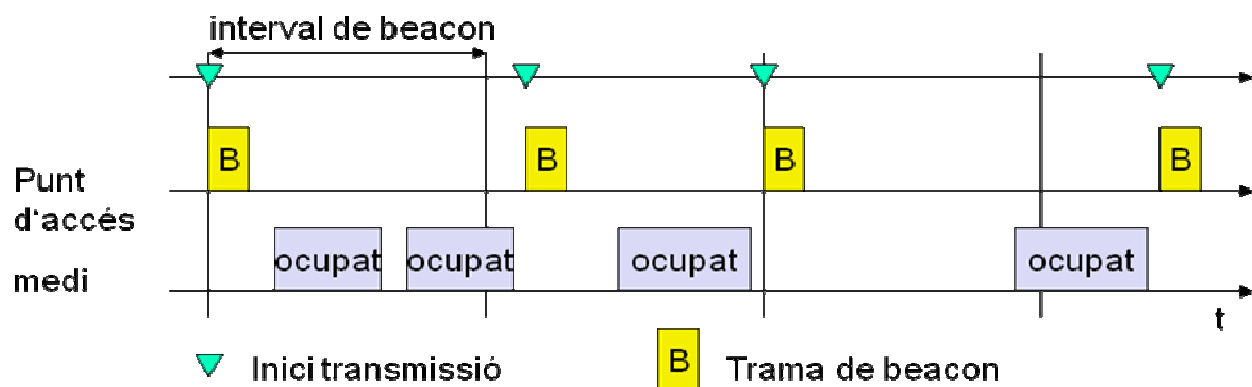 interval de beacon
B
B
B
B
Punt
d'accés
ocupat
ocupat
ocupat
ocupat
medi
t
Inici transmissió
B
Trama de beacon